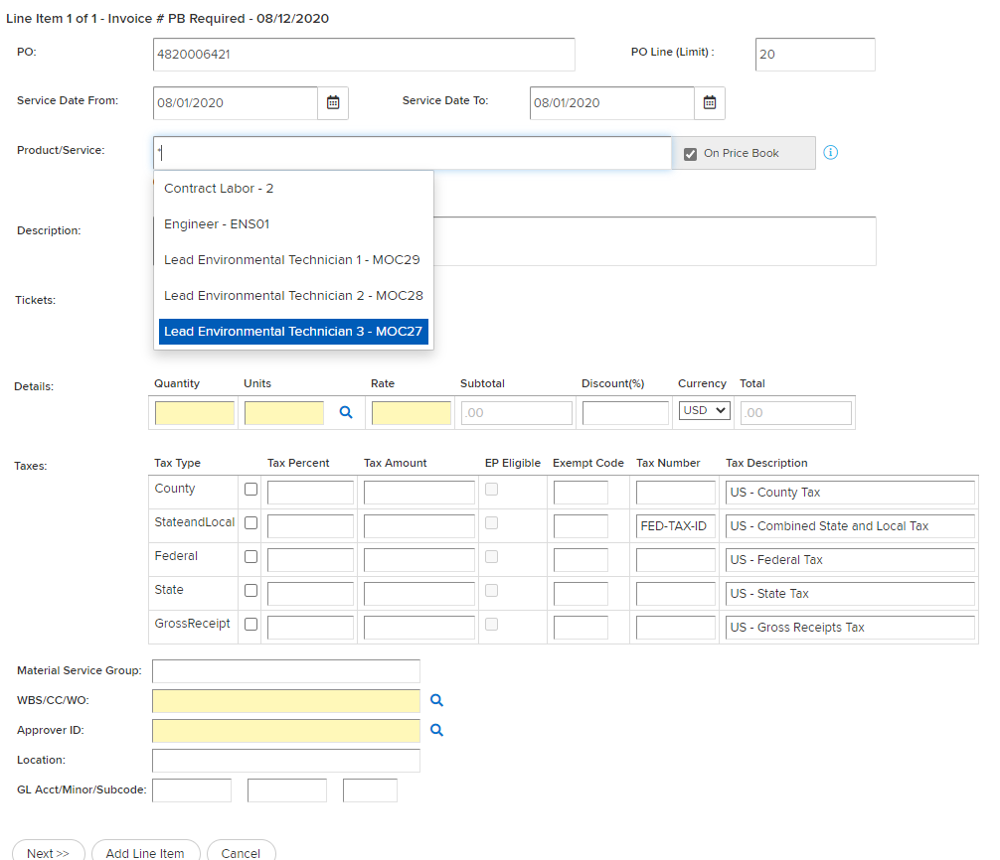 Line Item 1 of 1 - Invoice # PB Required - 08/12/2020
PO: 4820006421 PO Line (Limit) : 20
Service Date From: 08/01/2020 Service Date To: 08/01/2020
Product/Service: * On Price Book
Contract Labor - 2
Engineer - ENS01
Description:
Lead Environmental Technician 1 - MOC29
Lead Environmental Technician 2 - MOC28
Tickets:
Lead Environmental Technician 3 - MOC27
Details: Quantity Units Rate Subtotal Discount(%) Currency Total
.00 USD .00
Taxes: Tax Type Tax Percent Tax Amount EP Eligible Exempt Code Tax Number Tax Description
County US - County Tax
StateandLocal FED-TAX-ID US - Combined State and Local Tax
Federal US - Federal Tax
State US - State Tax
GrossReceipt US - Gross Receipts Tax
Material Service Group:
WBS/CC/WO:
Approver ID:
Location:
GL Acct/Minor/Subcode:
Next >> Add Line Item Cancel